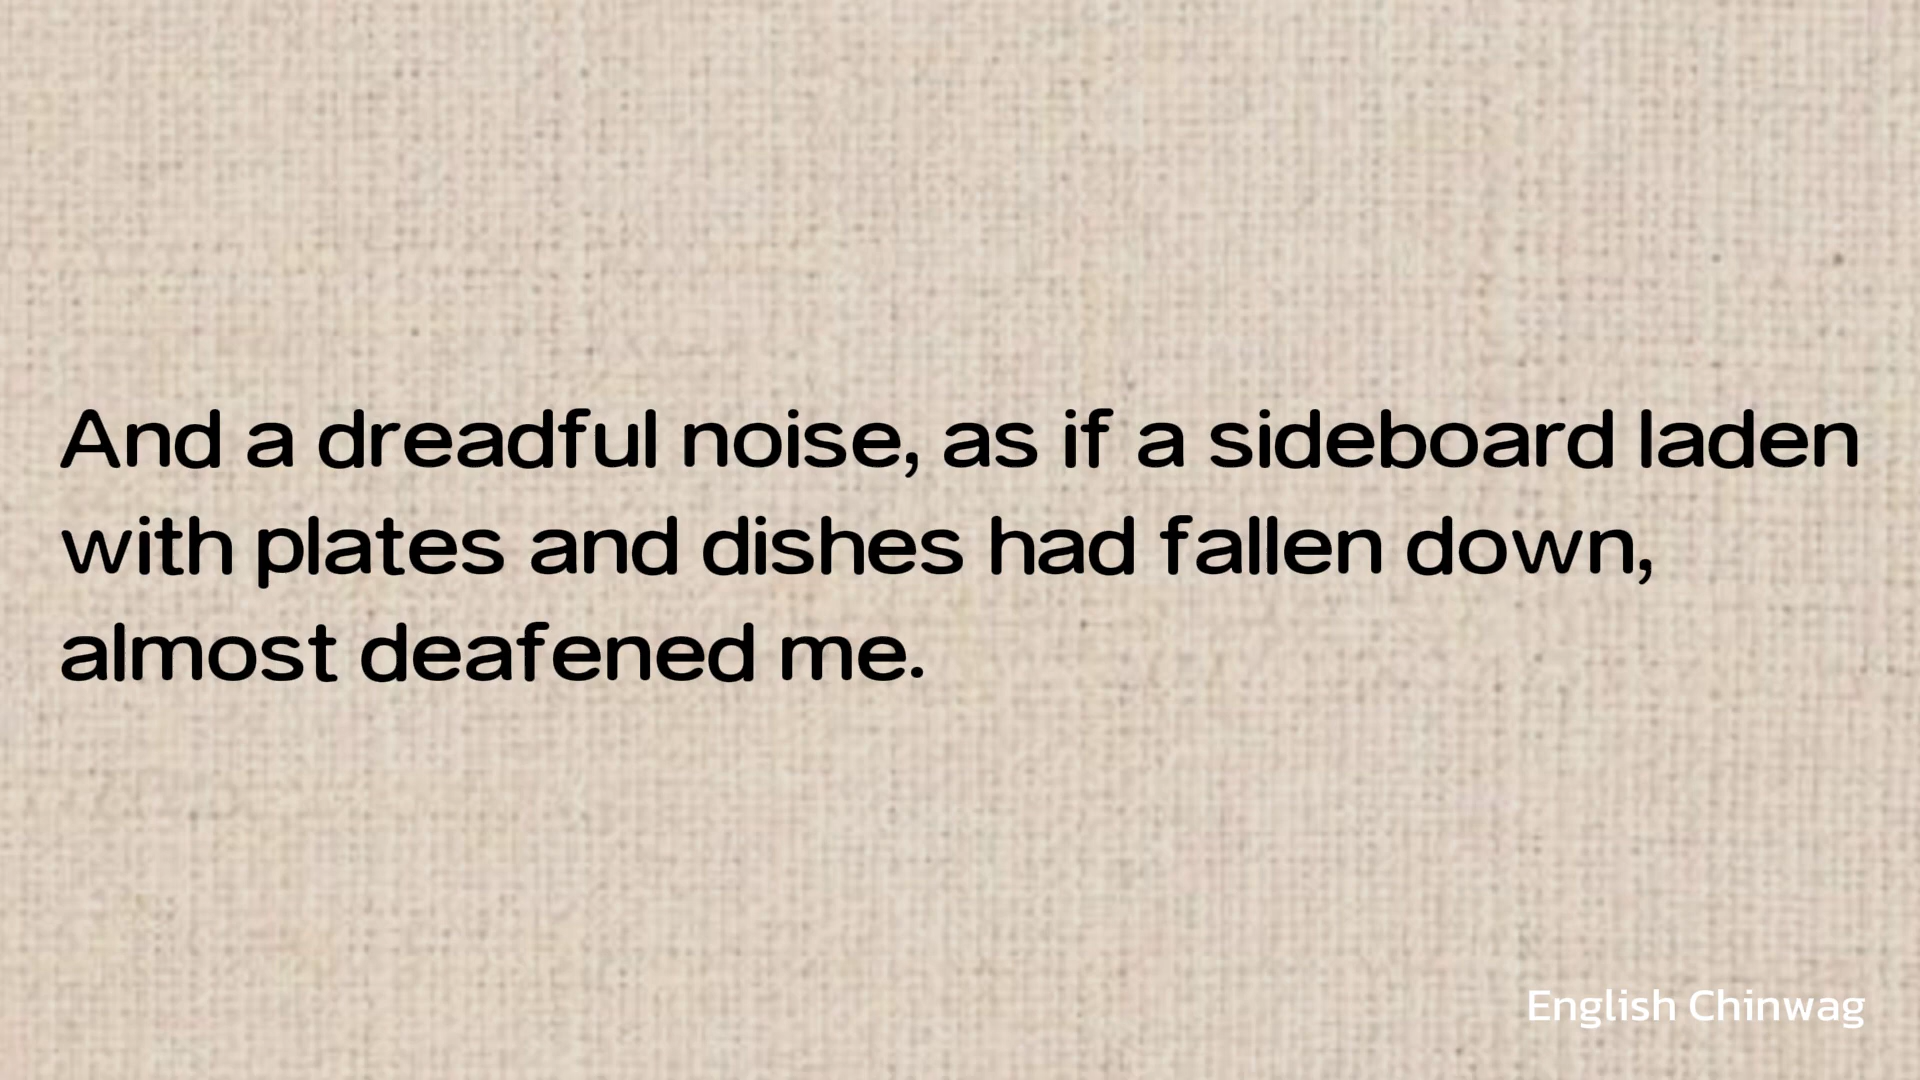 And a dreadful noise, as if a sideboard laden
with plates and dishes had fallen down,
almost deafened me.
English Chinwag